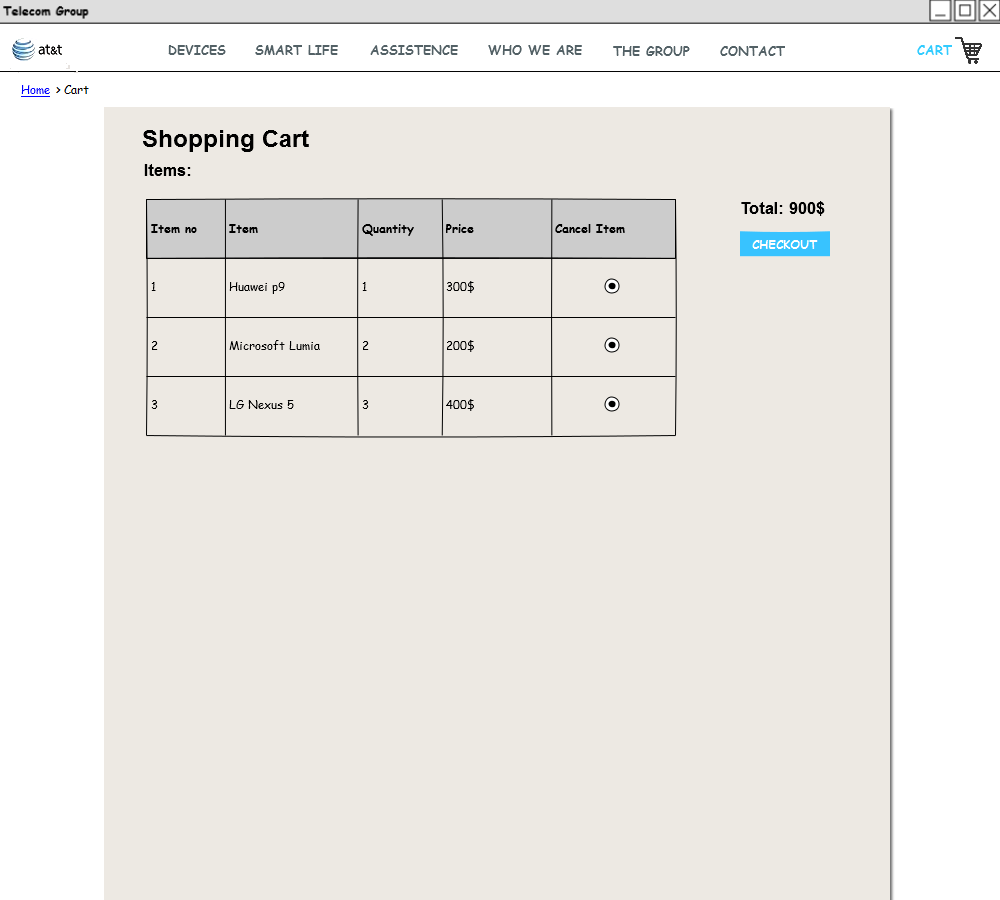 Telecom Group
at&t DEVICES SMART LIFE ASSISTENCE WHO WE ARE THE GROUP CONTACT CART
Home > Cart
Shopping Cart
Items:
Item no Item Quantity Price Cancel Item
1 Huawei p9 1 300$
2 Microsoft Lumia 2 200$
3 LG Nexus 5 3 400$
Total: 900$
CHECKOUT